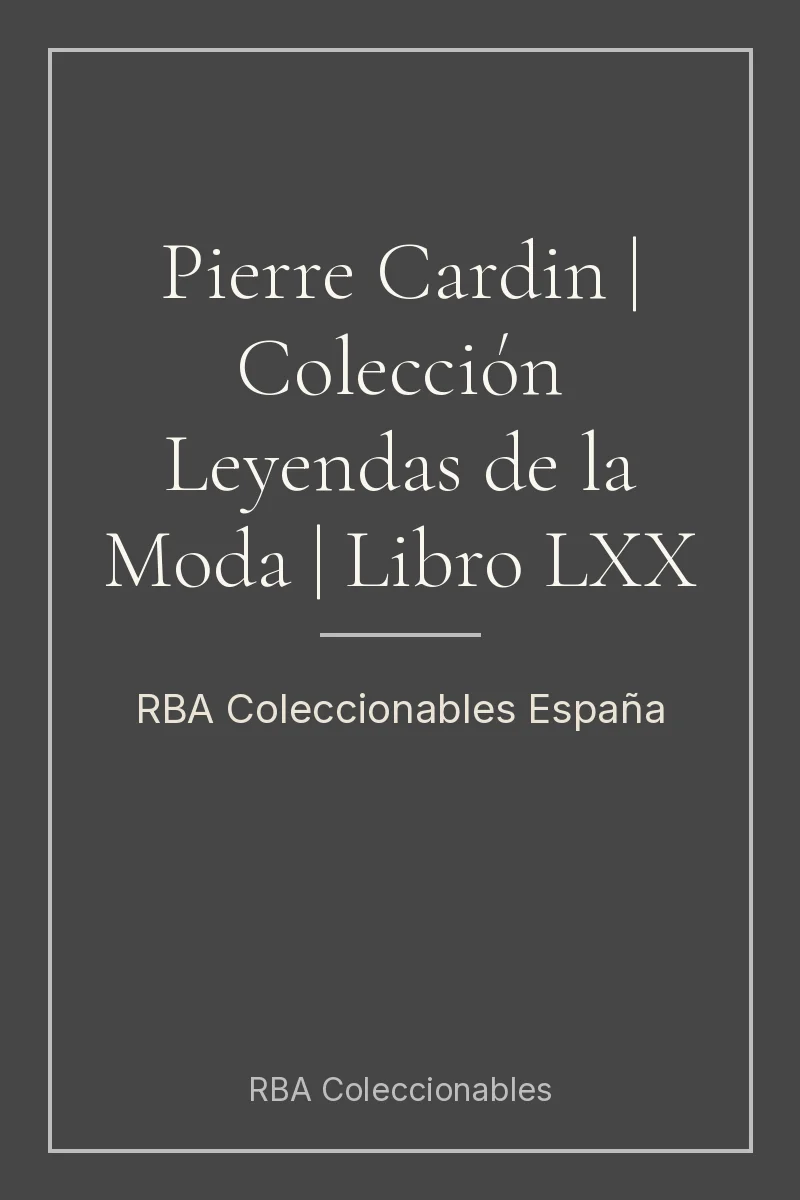 Pierre Cardin |
Colección
Leyendas de la
Moda | Libro LXX
RBA Coleccionables España
RBA Coleccionables